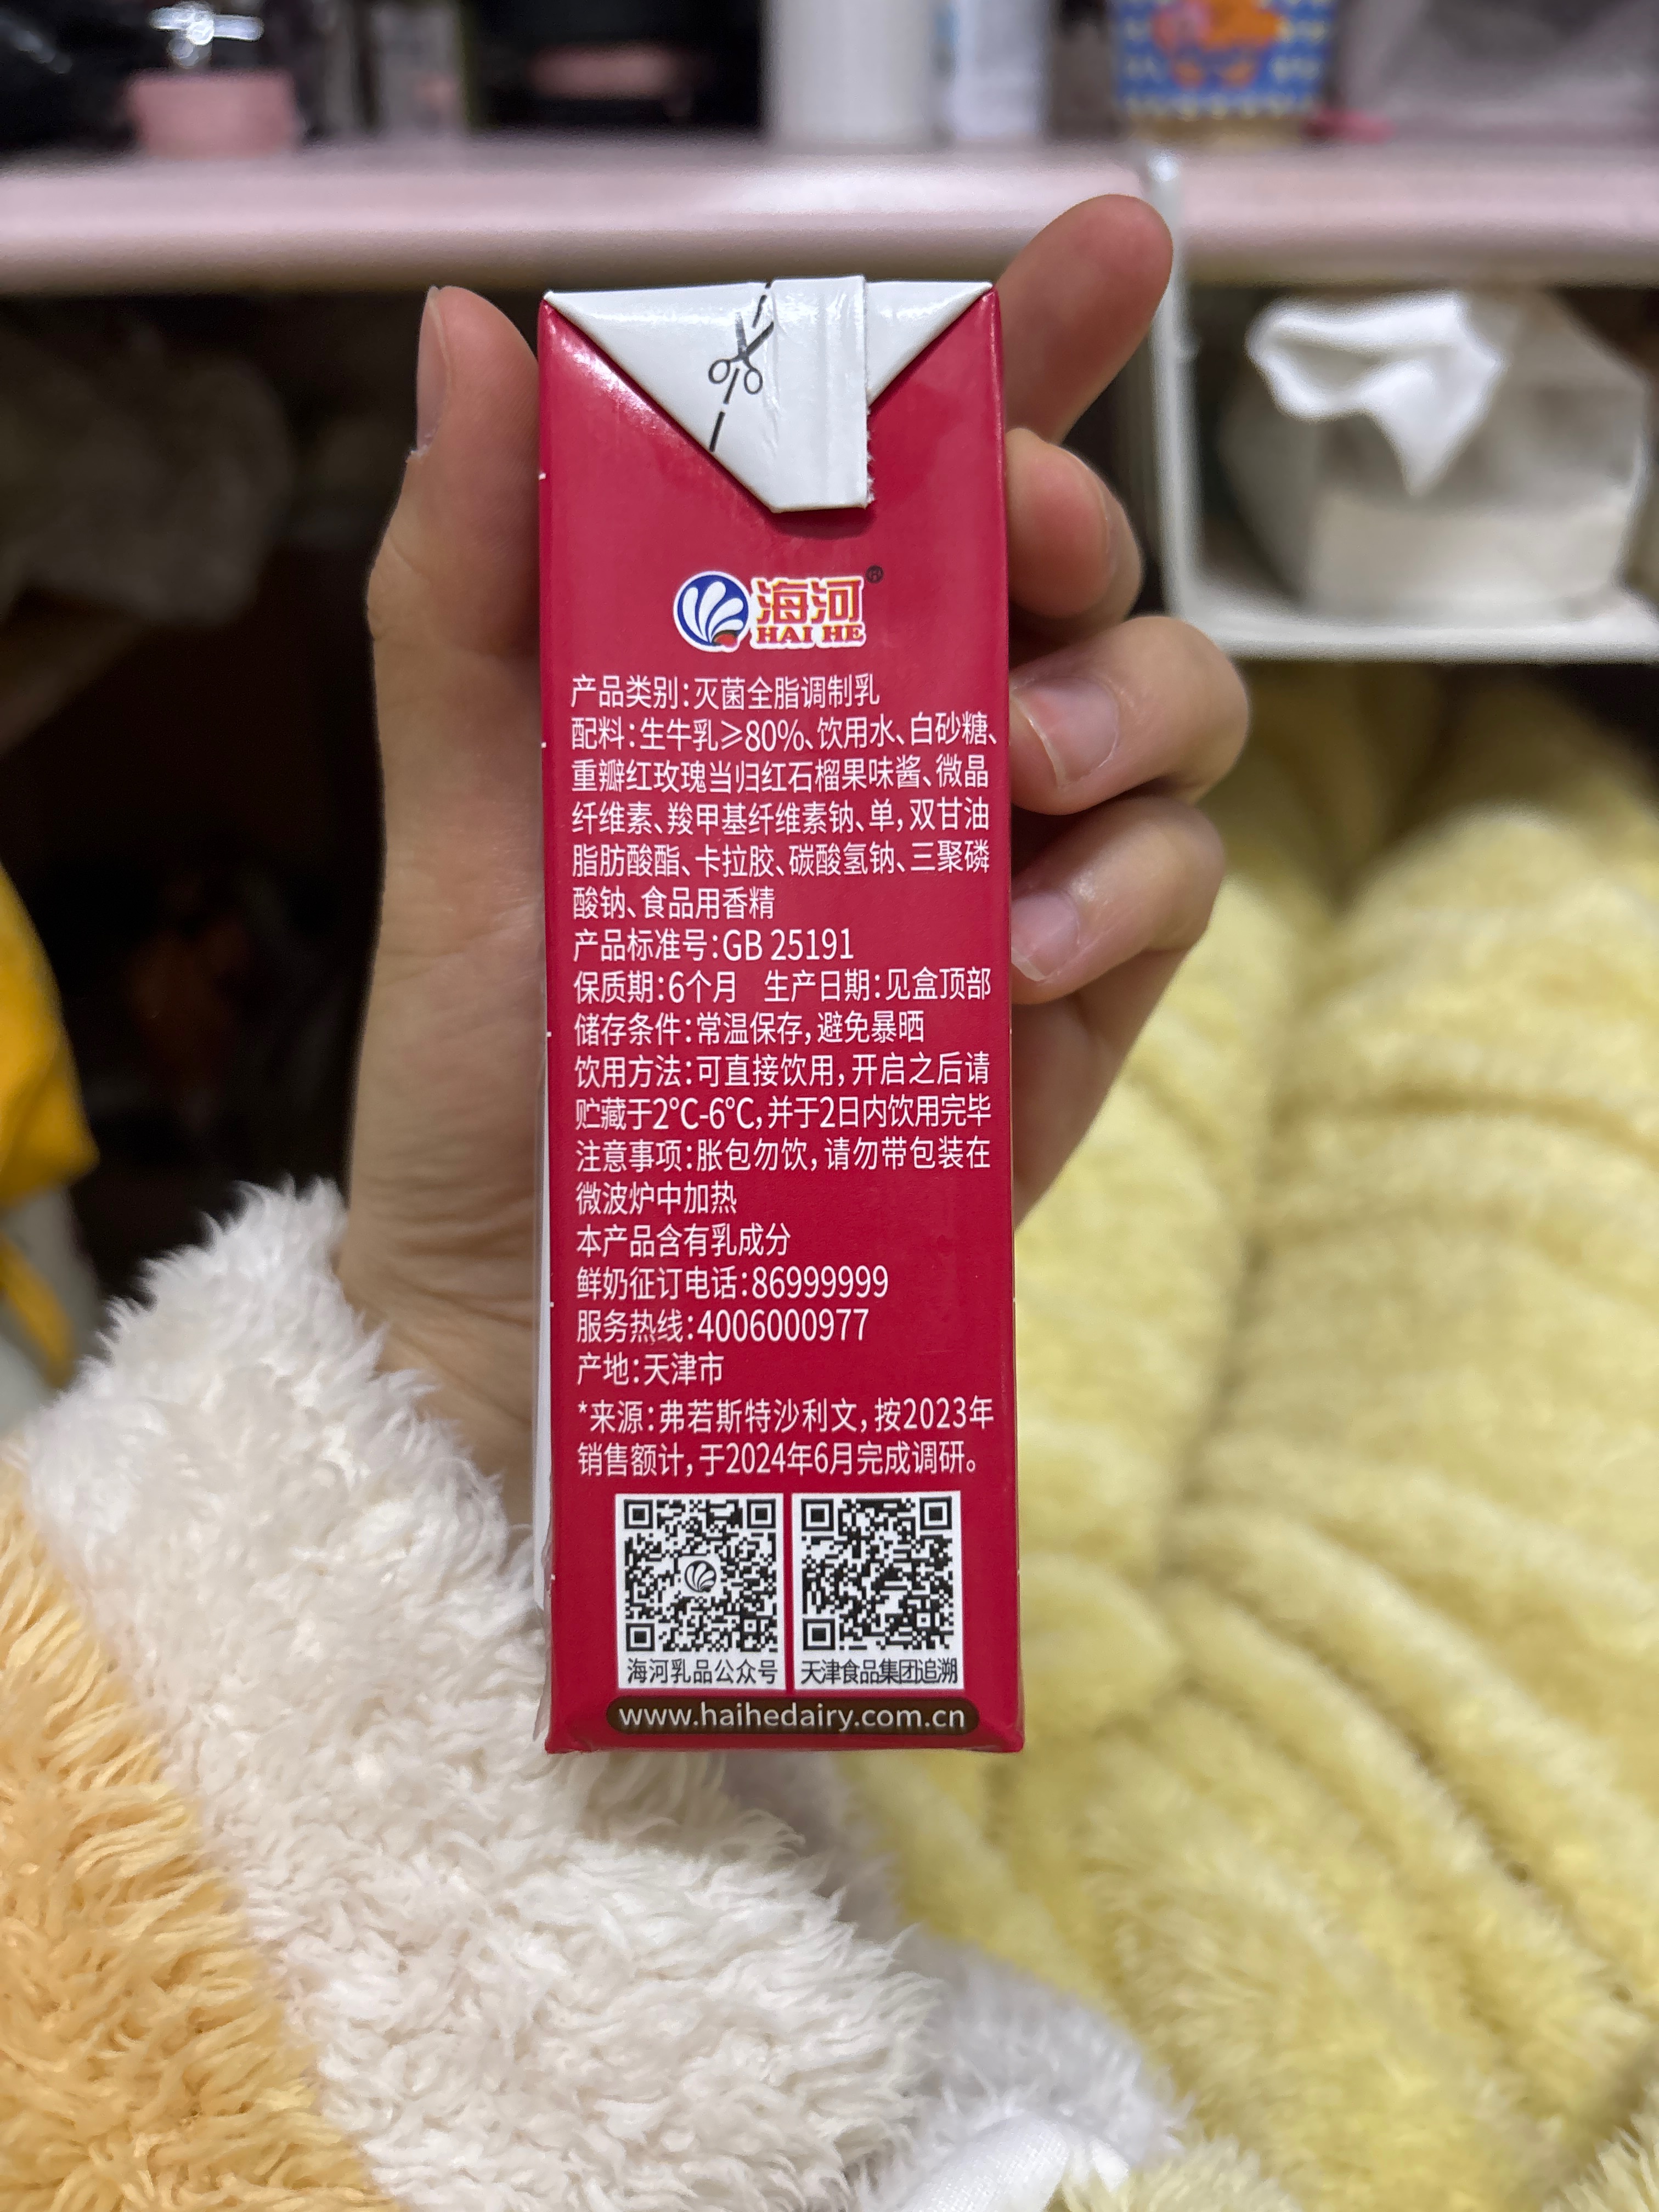 海河®
HAI HE
产品类别：灭菌全脂调制乳
配料：生牛乳≥80%、饮用水、白砂糖、
重瓣红玫瑰当归红石榴果味酱、微晶
纤维素、羧甲基纤维素钠、单，双甘油
脂肪酸酯、卡拉胶、碳酸氢钠、三聚磷
酸钠、食品用香精
产品标准号：GB 25191
保质期：6个月 生产日期：见盒顶部
储存条件：常温保存，避免暴晒
饮用方法：可直接饮用，开启之后请
贮藏于2℃-6℃，并于2日内饮用完毕
注意事项：胀包勿饮，请勿带包装在
微波炉中加热
本产品含有乳成分
鲜奶征订电话：86999999
服务热线：4006000977
产地：天津市
*来源：弗若斯特沙利文，按2023年
销售额计，于2024年6月完成调研。
海河乳品公众号 天津食品集团追溯
www.haihedairy.com.cn